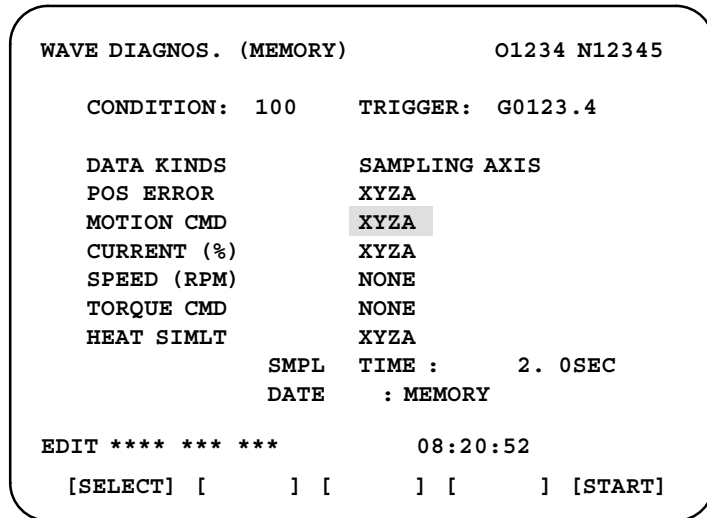 WAVE DIAGNOS. (MEMORY) O1234 N12345
CONDITION: 100 TRIGGER: G0123.4
DATA KINDS SAMPLING AXIS
POS ERROR XYZA
MOTION CMD XYZA
CURRENT (%) XYZA
SPEED (RPM) NONE
TORQUE CMD NONE
HEAT SIMLT XYZA
SMPL TIME : 2. 0SEC
DATE : MEMORY
EDIT **** *** *** 08:20:52
[SELECT] [ ] [ ] [ ] [START]